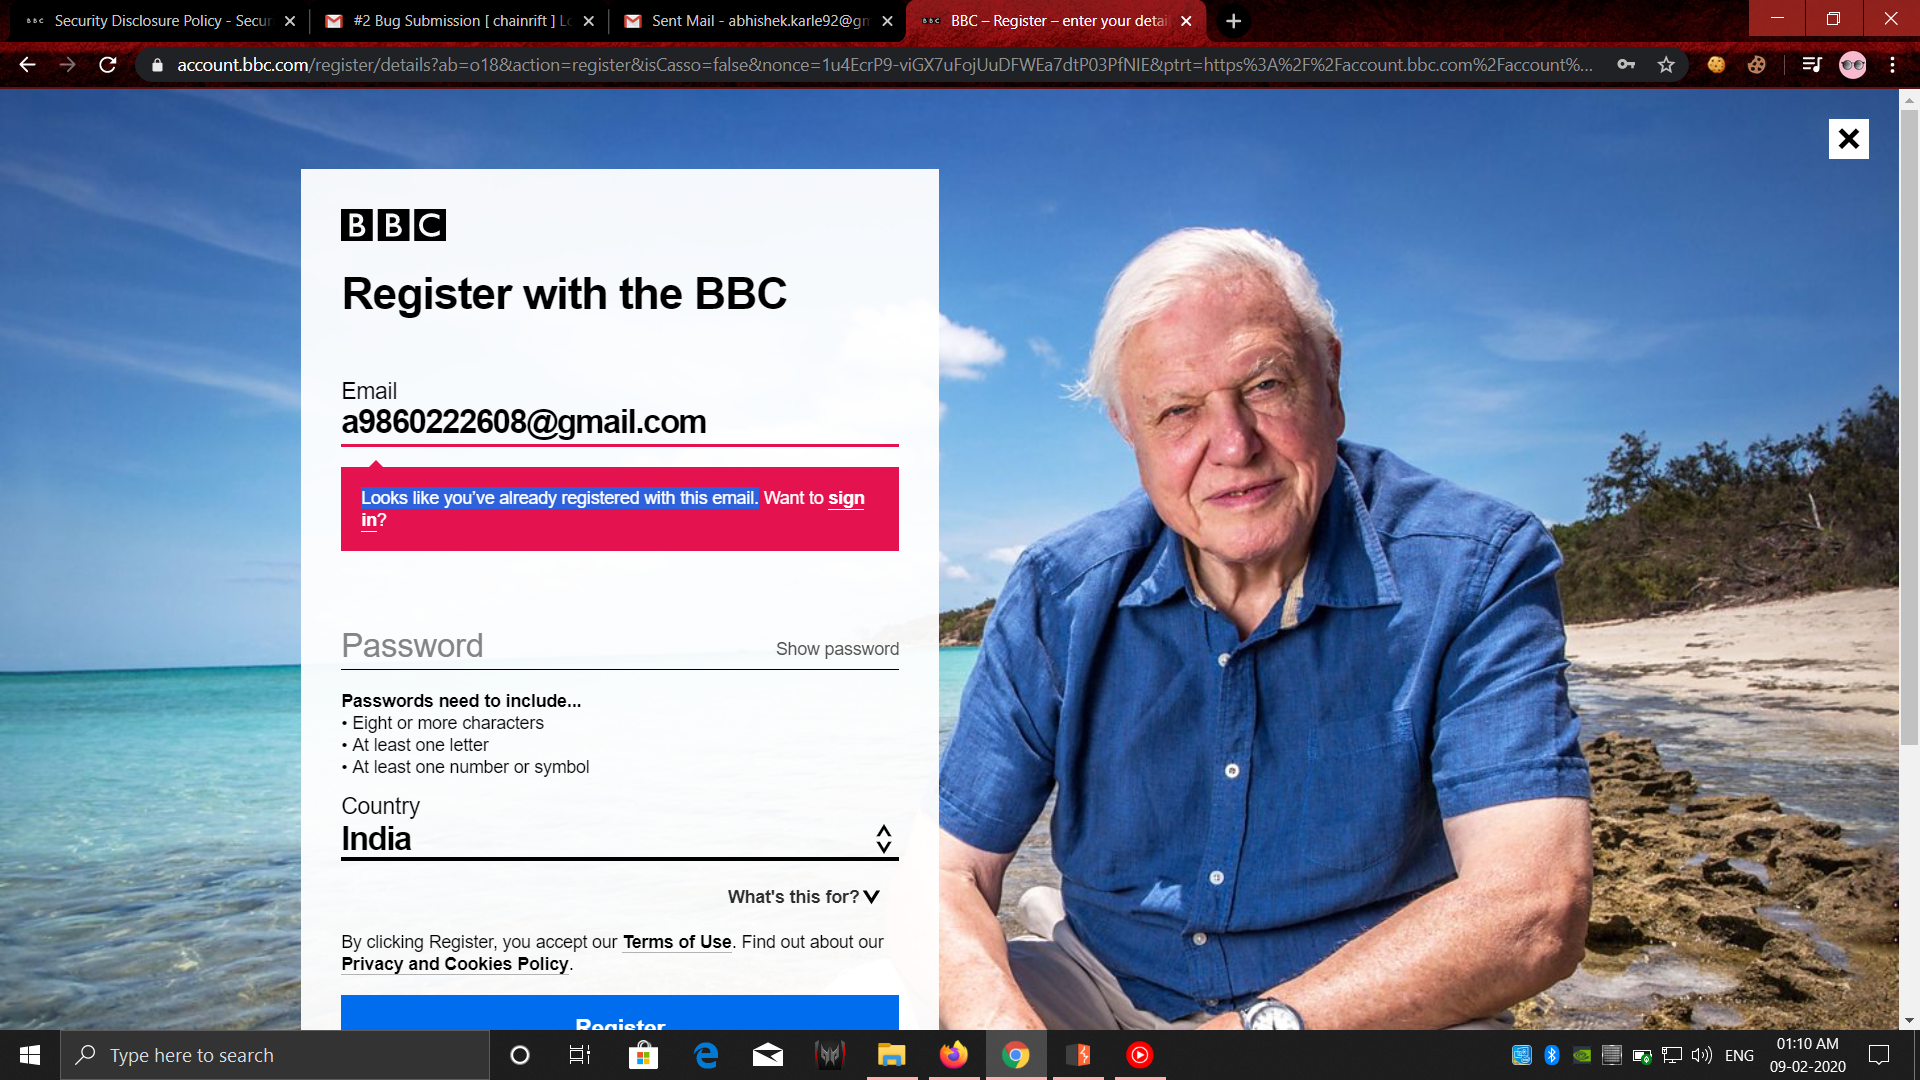 BBC Security Disclosure Policy - Secur
#2 Bug Submission [ chainrift ] Lo
Sent Mail - abhishek.karle92@gm
BBC BBC – Register – enter your detai
account.bbc.com/register/details?ab=o18&action=register&isCasso=false&nonce=1u4EcrP9-viGX7uFojUuDFWEa7dtP03PfNIE&ptrt=https%3A%2F%2Faccount.bbc.com%2Faccount%...
BBC
Register with the BBC
Email
a9860222608@gmail.com
Looks like you’ve already registered with this email. Want to sign
in?
Password
Show password
Passwords need to include...
• Eight or more characters
• At least one letter
• At least one number or symbol
Country
India
What's this for?
By clicking Register, you accept our Terms of Use. Find out about our
Privacy and Cookies Policy.
Register
Type here to search
ENG
01:10 AM
09-02-2020